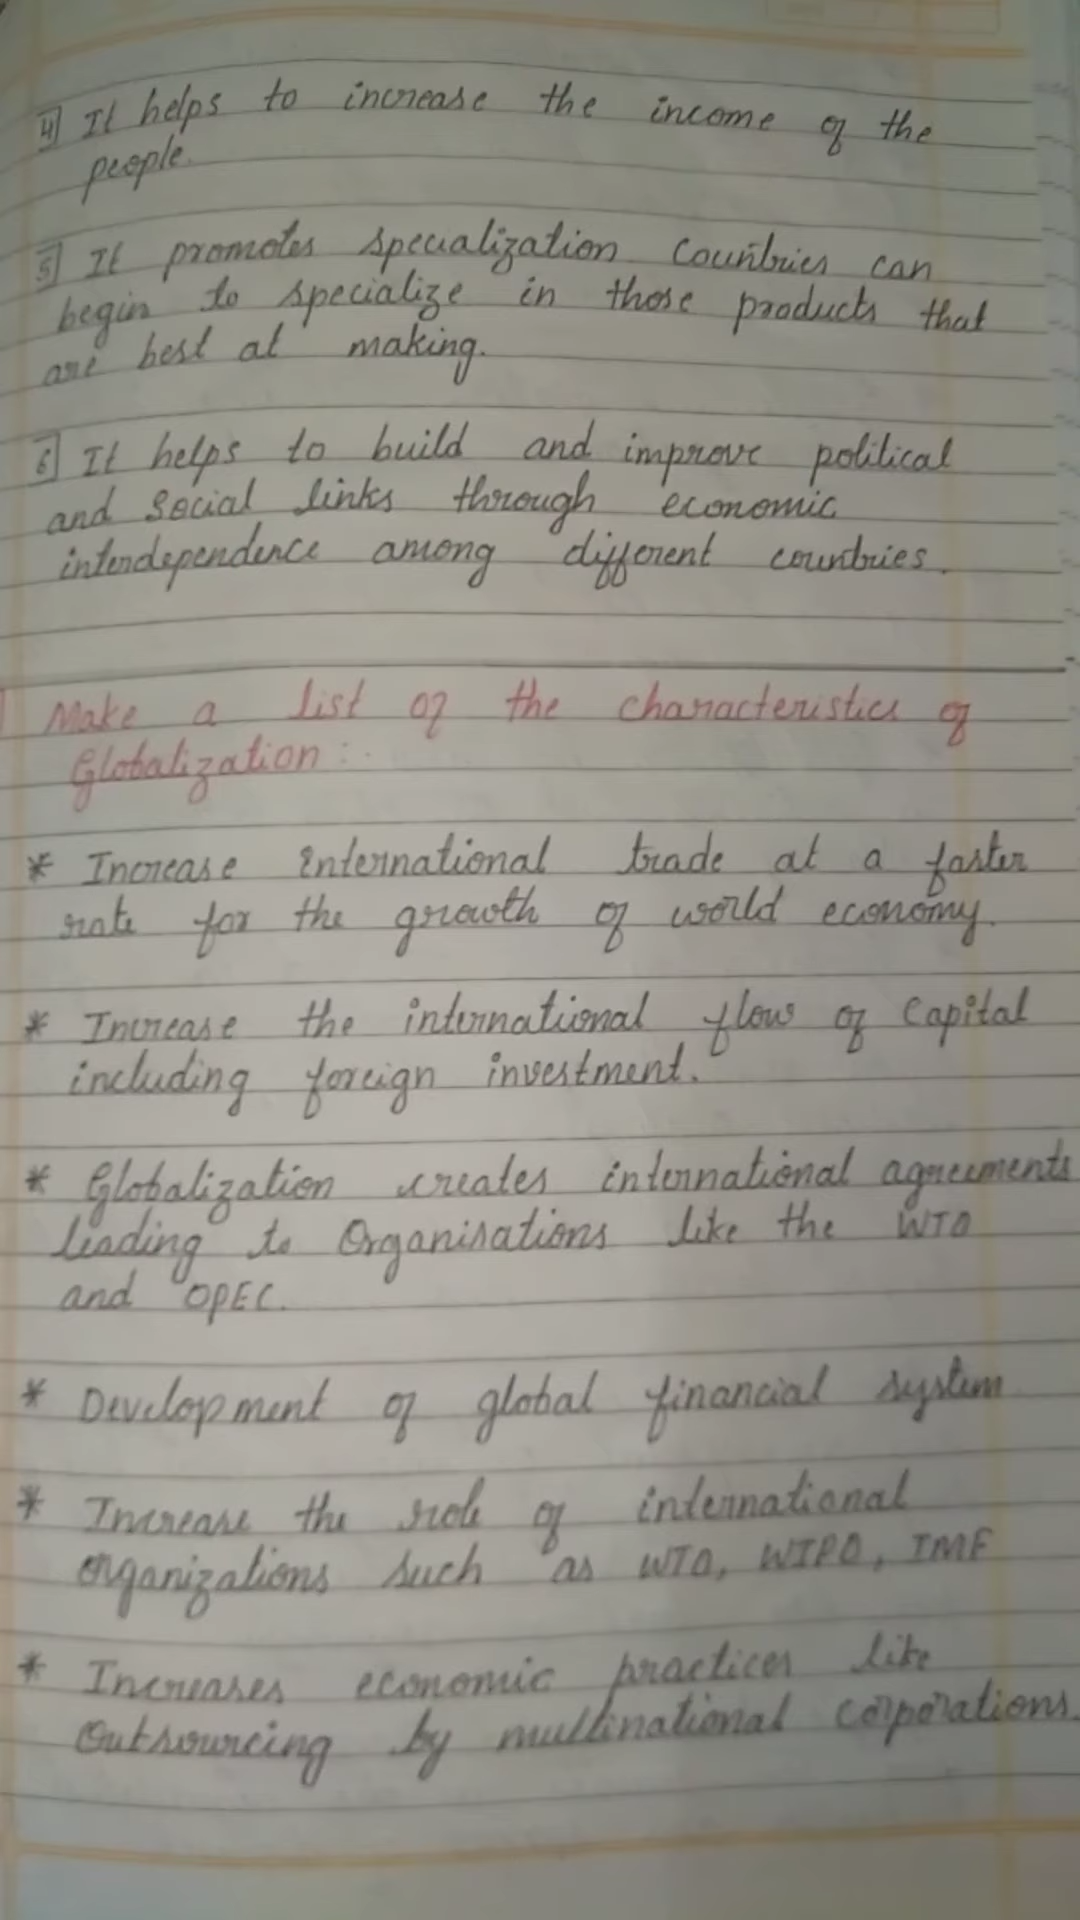 4] It helps to increase the income of the
people.
5] It promotes specialization Countries can
begin to specialize in those products that
are best at making.
6] It helps to build and improve political
and Social links through economic
interdependence among different countries.
Make a list of the characteristics of
Globalization :-
* Increase international trade at a faster
rate for the growth of world economy.
* Increase the international flow of Capital
including foreign investment.
* Globalization creates international agreements
leading to Organisations like the WTO
and OPEC.
* Development of global financial system
* Increase the role of international
organizations such as WTO, WIPO, IMF
* Increases economic practices like
Outsourcing by multinational corporations.